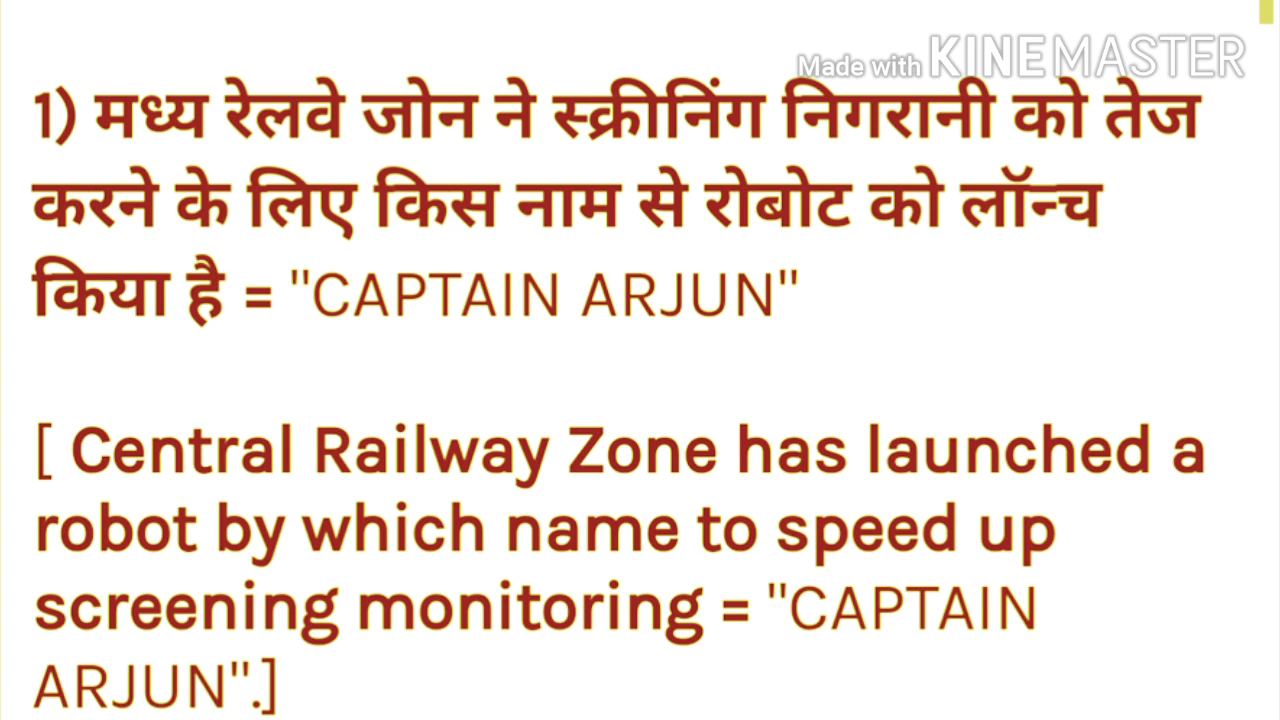 Made with KINEMASTER
1) मध्य रेलवे जोन ने स्क्रीनिंग निगरानी को तेज
करने के लिए किस नाम से रोबोट को लॉन्च
किया है = "CAPTAIN ARJUN"
[ Central Railway Zone has launched a
robot by which name to speed up
screening monitoring = "CAPTAIN
ARJUN".]